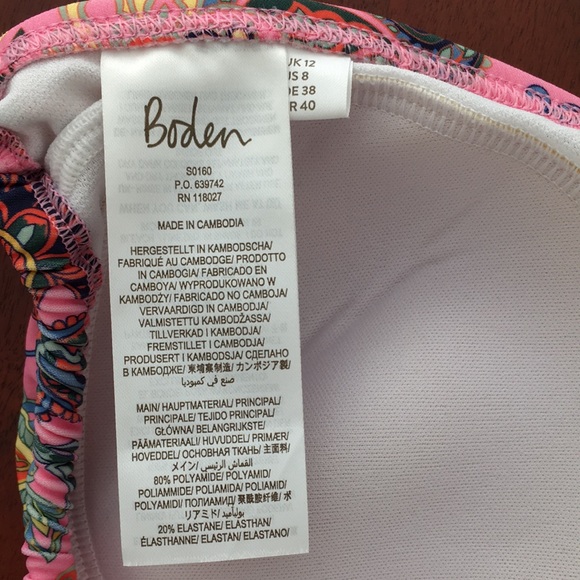 UK 12
US 8
DE 38
FR 40
Boden
S0160
P.O. 639742
RN 118027
MADE IN CAMBODIA
HERGESTELLT IN KAMBODSCHA/
FABRIQUÉ AU CAMBODGE/ PRODOTTO
IN CAMBOGIA/ FABRICADO EN
CAMBOYA/ WYPRODUKOWANO W
KAMBODŻY/ FABRICADO NO CAMBOJA/
VERVAARDIGD IN CAMBODJA/
VALMISTETTU KAMBODŽASSA/
TILLVERKAD I KAMBODJA/
FREMSTILLET I CAMBODJA/
PRODUSERT I KAMBODSJA/ СДЕЛАНО
В КАМБОДЖЕ/ 柬埔寨制造/ カンボジア製/
صنع في كمبوديا
MAIN/ HAUPTMATERIAL/ PRINCIPAL/
PRINCIPALE/ TEJIDO PRINCIPAL/
GŁÓWNA/ BELANGRIJKSTE/
PÄÄMATERIAALI/ HUVUDDEL/ PRIMÆR/
HOVEDDEL/ ОСНОВНАЯ ТКАНЬ/ 主面料/
メイン/ القماش الرئيسي/
80% POLYAMIDE/ POLYAMID/
POLIAMMIDE/ POLIAMIDA/ POLIAMID/
POLYAMIDI/ ПОЛИАМИД/ 聚酰胺纤维/ ポ
リアミド/ بوليأميد
20% ELASTANE/ ELASTHAN/
ÉLASTHANNE/ ELASTAN/ ELASTANO/